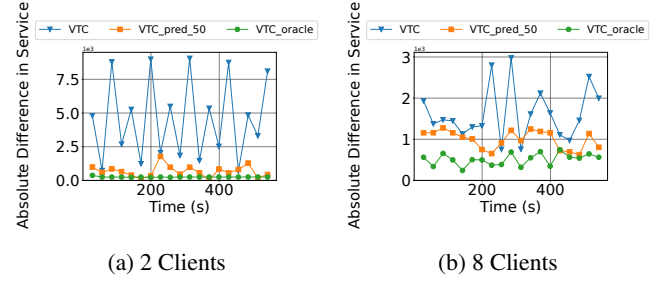 VTC VTC_pred_50 VTC_oracle
Absolute Difference in Service
1e3
7.5
5.0
2.5
0.0
200 400
Time (s)
(a) 2 Clients
VTC VTC_pred_50 VTC_oracle
Absolute Difference in Service
1e3
3
2
1
0
200 400
Time (s)
(b) 8 Clients